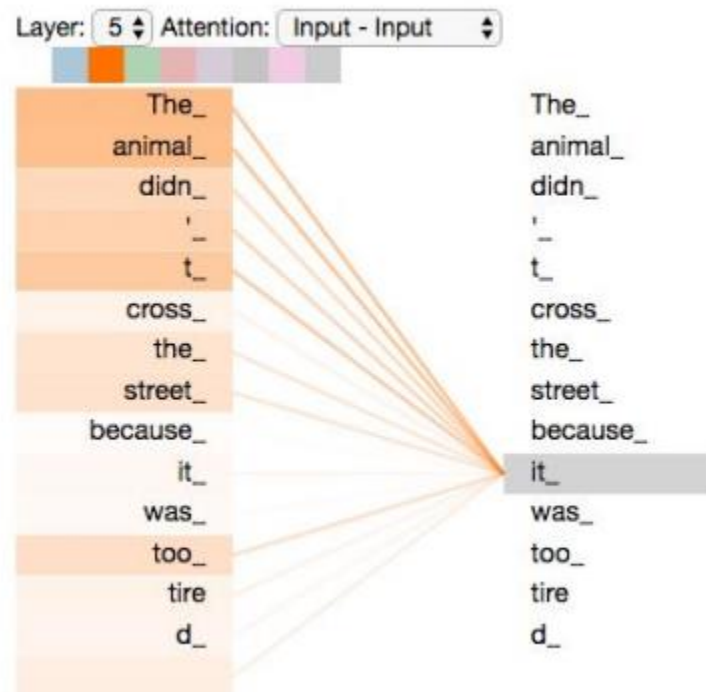 Layer: 5 Attention: Input - Input
The_ The_
animal_ animal_
didn_ didn_
'_ '_
t_ t_
cross_ cross_
the_ the_
street_ street_
because_ because_
it_ it_
was_ was_
too_ too_
tire tire
d_ d_